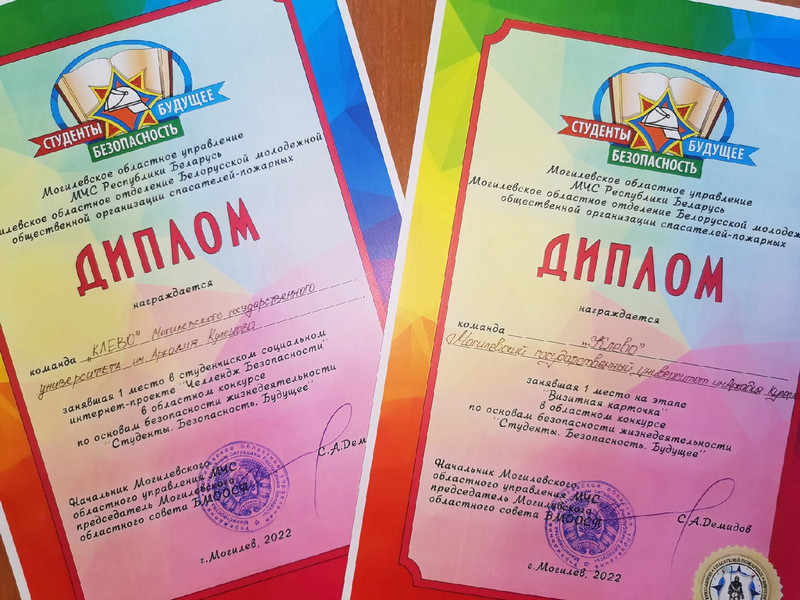 СТУДЕНТЫ
БЕЗОПАСНОСТЬ
БУДУЩЕЕ
Могилевское областное управление
МЧС Республики Беларусь
илевское областное отделение Белорусской молодежной
общественной организации спасателей-пожарных
ДИПЛОМ
награждается
команда „КЛЕВО" Могилевского государственного
университета им Аркадия Кулешова
занявшая 1 место в студенческом социальном
интернет-проекте "Челлендж Безопасности"
в областном конкурсе
по основам безопасности жизнедеятельности
"Студенты. Безопасность. Будущее"
Начальник Могилевского
областного управления МЧС
председатель Могилевского
областного совета БМООСП
С.А.Дем
г.Могилев, 2022
СТУДЕНТЫ
БЕЗОПАСНОСТЬ
БУДУЩЕЕ
Могилевское областное управление
МЧС Республики Беларусь
Могилевское областное отделение Белорусской молодеж
общественной организации спасателей-пожарных
ДИПЛОМ
награждается
команда „Клево"
Могилевский государственный университет им Аркадия
занявшая 1 место на этапе
"Визитная карточка"
в областном конкурсе
по основам безопасности жизнедеятельности
"Студенты. Безопасность. Будущее"
Начальник Могилевского
областного управления МЧС
председатель Могилевского
областного совета БМООСП
С.А.Демидов
г.Могилев, 2022